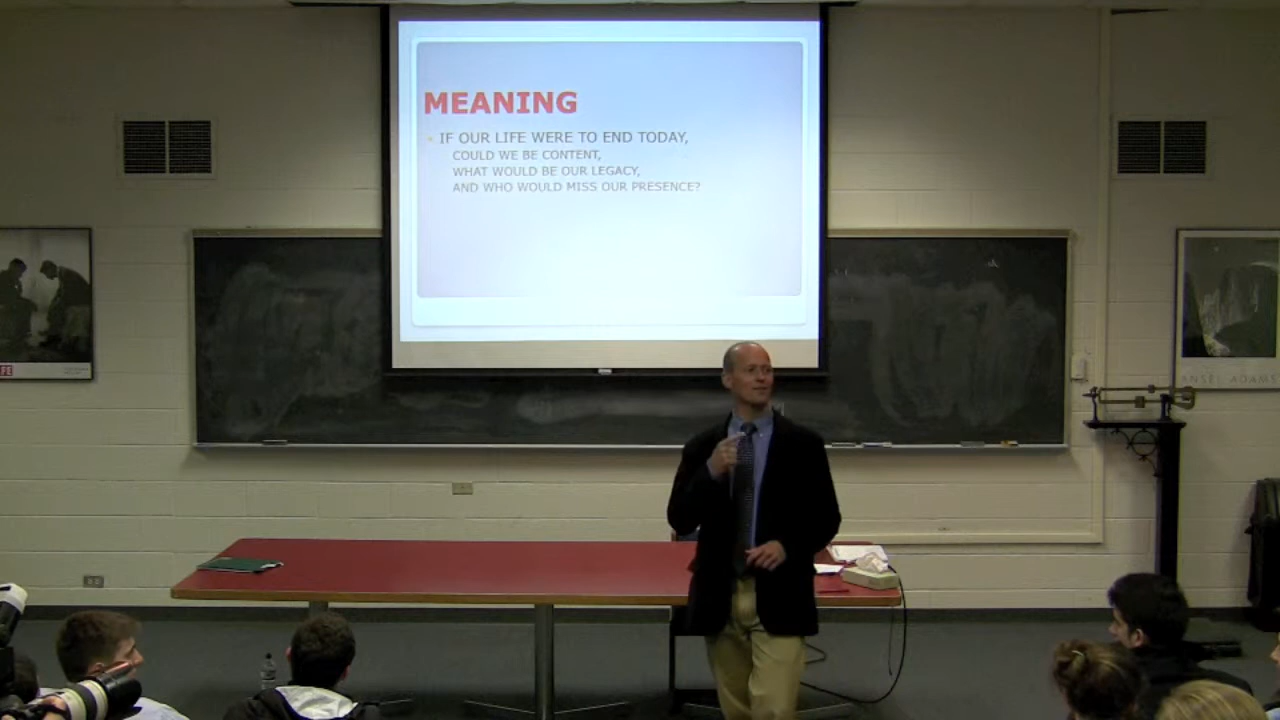 MEANING
IF OUR LIFE WERE TO END TODAY,
COULD WE BE CONTENT,
WHAT WOULD BE OUR LEGACY,
AND WHO WOULD MISS OUR PRESENCE?
FE
ANSEL ADAMS